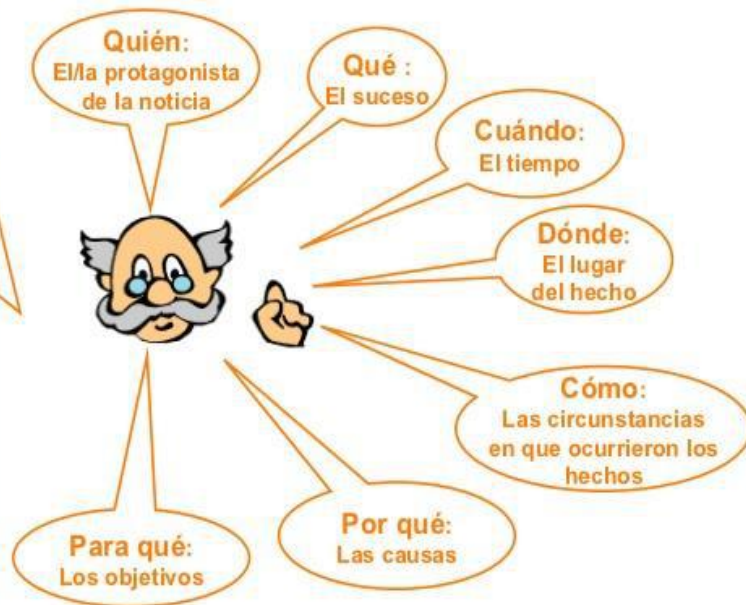 Quién:
El/la protagonista
de la noticia
Qué :
El suceso
Cuándo:
El tiempo
Dónde:
El lugar
del hecho
Cómo:
Las circunstancias
en que ocurrieron los
hechos
Por qué:
Las causas
Para qué:
Los objetivos